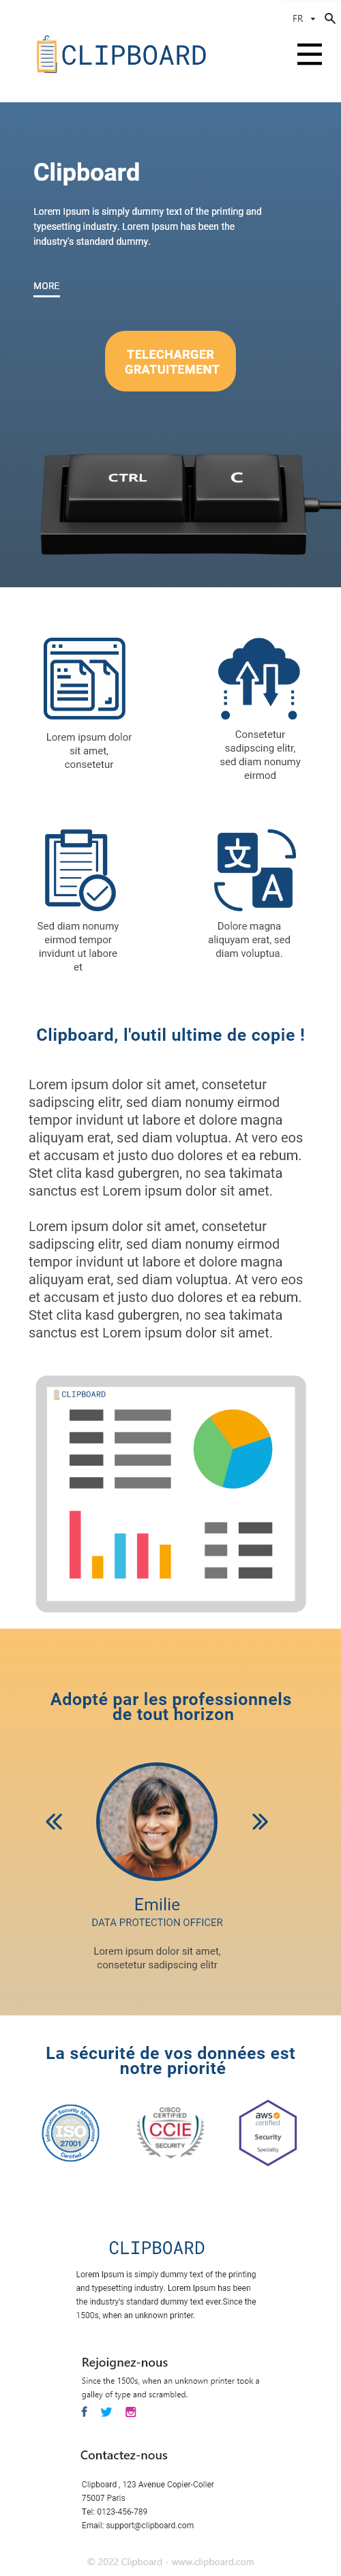 FR
CLIPBOARD
Clipboard
Lorem Ipsum is simply dummy text of the printing and
typesetting industry. Lorem Ipsum has been the
industry's standard dummy.
MORE
TELECHARGER
GRATUITEMENT
CTRL
C
Lorem ipsum dolor
sit amet,
consetetur
Consetetur
sadipscing elitr,
sed diam nonumy
eirmod
文
A
Sed diam nonumy
eirmod tempor
invidunt ut labore
et
Dolore magna
aliquyam erat, sed
diam voluptua.
Clipboard, l'outil ultime de copie !
Lorem ipsum dolor sit amet, consetetur
sadipscing elitr, sed diam nonumy eirmod
tempor invidunt ut labore et dolore magna
aliquyam erat, sed diam voluptua. At vero eos
et accusam et justo duo dolores et ea rebum.
Stet clita kasd gubergren, no sea takimata
sanctus est Lorem ipsum dolor sit amet.
Lorem ipsum dolor sit amet, consetetur
sadipscing elitr, sed diam nonumy eirmod
tempor invidunt ut labore et dolore magna
aliquyam erat, sed diam voluptua. At vero eos
et accusam et justo duo dolores et ea rebum.
Stet clita kasd gubergren, no sea takimata
sanctus est Lorem ipsum dolor sit amet.
CLIPBOARD
Adopté par les professionnels
de tout horizon
Emilie
DATA PROTECTION OFFICER
Lorem ipsum dolor sit amet,
consetetur sadipscing elitr
La sécurité de vos données est
notre priorité
Information Security Management
ISO
27001
Certified
CISCO
CERTIFIED
CCIE
SECURITY
aws
certified
Security
Specialty
CLIPBOARD
Lorem Ipsum is simply dummy text of the printing
and typesetting industry. Lorem Ipsum has been
the industry's standard dummy text ever.Since the
1500s, when an unknown printer.
Rejoignez-nous
Since the 1500s, when an unknown printer took a
galley of type and scrambled.
Contactez-nous
Clipboard , 123 Avenue Copier-Coller
75007 Paris
Tel: 0123-456-789
Email: support@clipboard.com
© 2022 Clipboard - www.clipboard.com